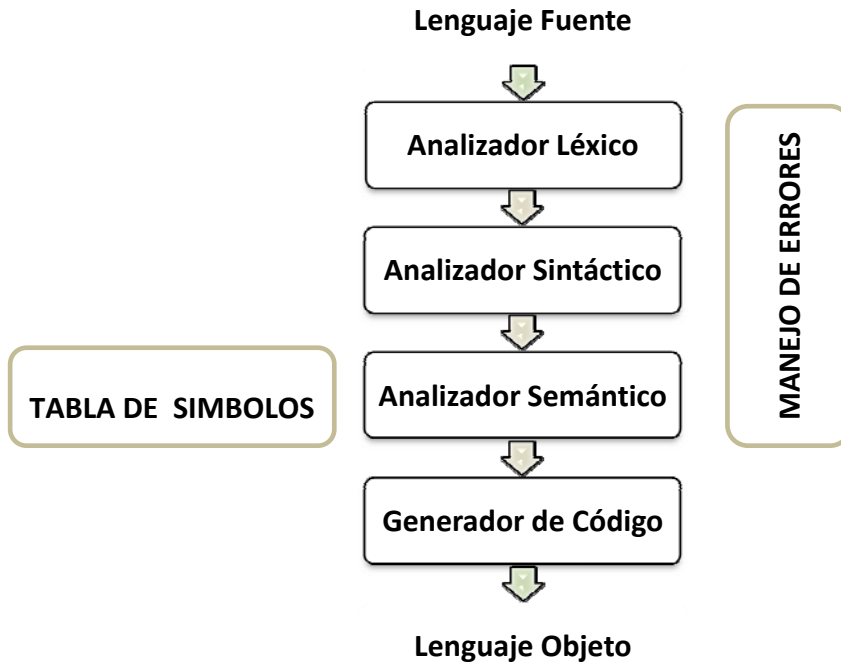 Lenguaje Fuente
Analizador Léxico
MANEJO DE ERRORES
Analizador Sintáctico
TABLA DE SIMBOLOS
Analizador Semántico
Generador de Código
Lenguaje Objeto